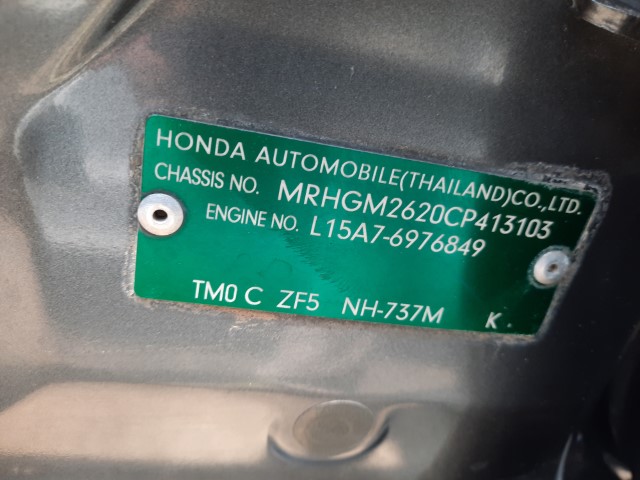 HONDA AUTOMOBILE(THAILAND)CO.,LTD.
CHASSIS NO. MRHGM2620CP413103
ENGINE NO. L15A7-6976849
TM0 C ZF5 NH-737M K